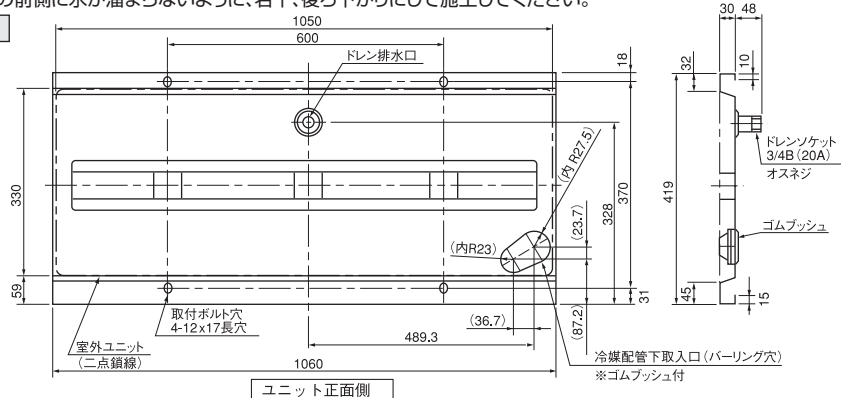 の前側に水が溜まらないように、若干、後ろ下がりにして施工してください。
1050
600
30
48
ドレン排水口
18
32
10
(内 R27.5)
ドレンソケット
3/4B(20A)
オスネジ
330
328
370
419
(23.7)
ゴムブッシュ
(内R23)
59
取付ボルト穴
4-12x17長穴
(36.7)
(87.2)
31
45
15
489.3
室外ユニット
(二点鎖線)
1060
冷媒配管下取入口(バーリング穴)
※ゴムブッシュ付
ユニット正面側